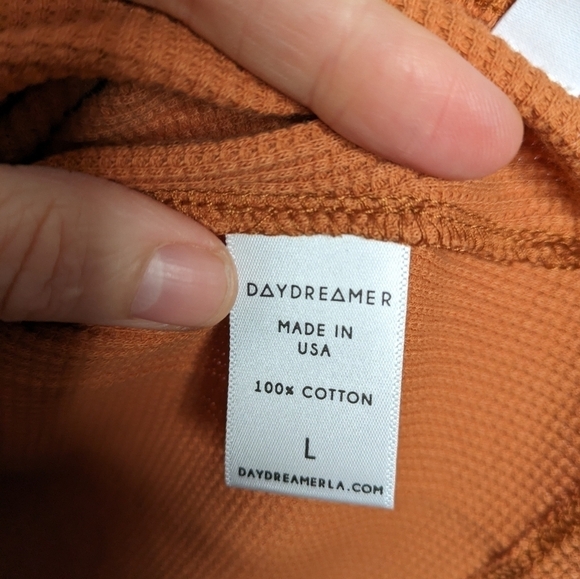 DAYDREAMER
MADE IN
USA
100% COTTON
L
DAYDREAMERLA.COM